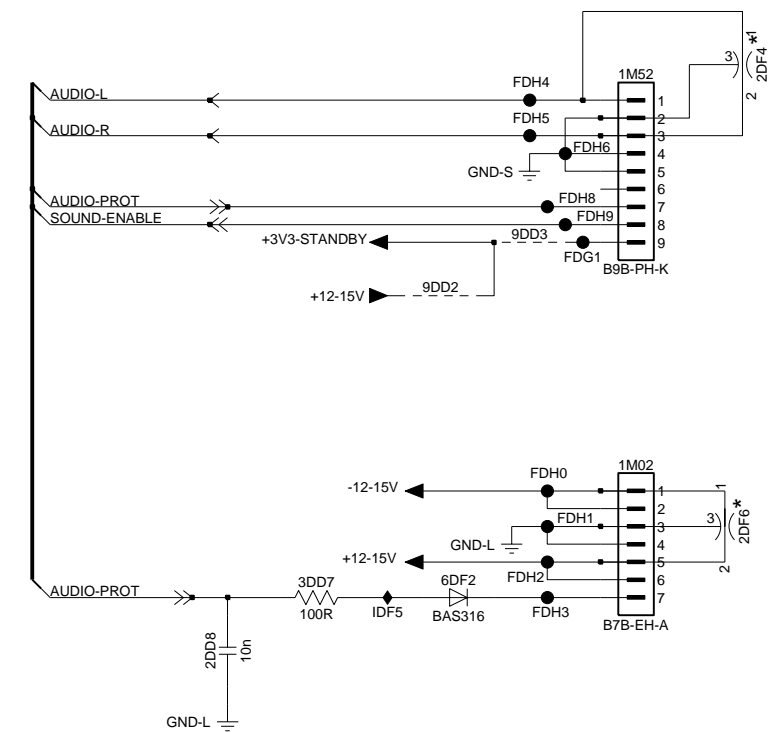 1
*
3
2DF4
2
1M52
FDH4
AUDIO-L
1
FDH5
2
AUDIO-R
3
FDH6
4
GND-S
5
6
AUDIO-PROT
FDH8
7
SOUND-ENABLE
FDH9
8
+3V3-STANDBY
9DD3
9
FDG1
B9B-PH-K
9DD2
+12-15V
1M02
FDH0
-12-15V
1
1
2
*
FDH1
3
3
2DF6
GND-L
4
+12-15V
5
2
FDH2
6
AUDIO-PROT
3DD7
6DF2
7
100R
IDF5
BAS316
FDH3
B7B-EH-A
2DD8
10n
GND-L